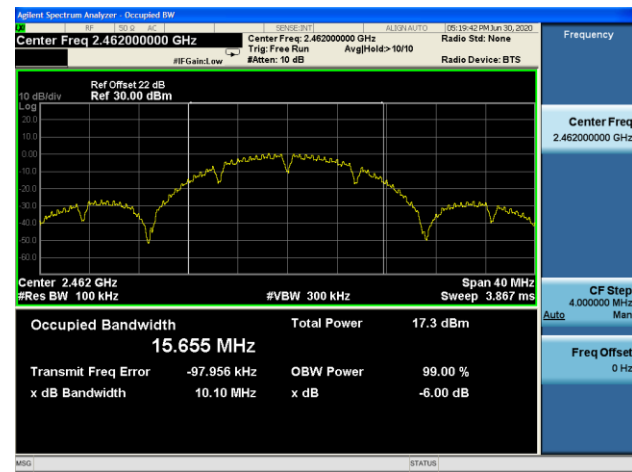 Agilent Spectrum Analyzer - Occupied BW
RF 50 Ω AC SENSE:INT ALIGNAUTO 05:19:42 PM Jun 30, 2020
Center Freq 2.462000000 GHz Center Freq: 2.462000000 GHz Radio Std: None Frequency
Trig: Free Run Avg|Hold:> 10/10
#IFGain:Low #Atten: 10 dB Radio Device: BTS
Ref Offset 22 dB
10 dB/div Ref 30.00 dBm
Log
20.0
10.0
0.00
-10.0
-20.0
-30.0
-40.0
-50.0
-60.0
Center Freq
2.462000000 GHz
Center 2.462 GHz Span 40 MHz
#Res BW 100 kHz #VBW 300 kHz Sweep 3.867 ms
CF Step
4.000000 MHz
Auto Man
Occupied Bandwidth Total Power 17.3 dBm
15.655 MHz
Transmit Freq Error -97.956 kHz OBW Power 99.00 %
x dB Bandwidth 10.10 MHz x dB -6.00 dB
Freq Offset
0 Hz
MSG STATUS